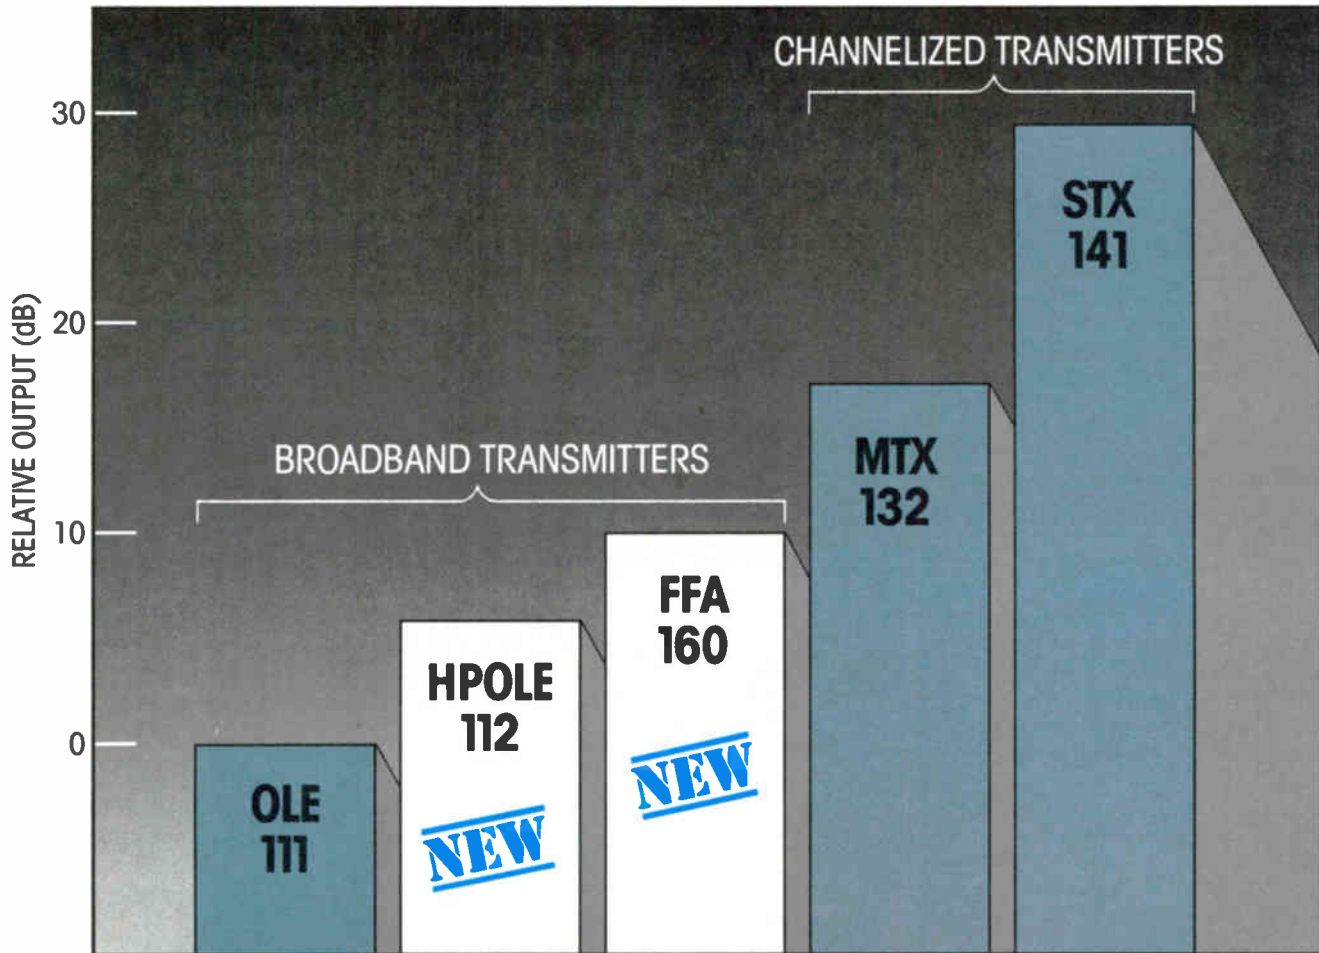 CHANNELIZED TRANSMITTERS
30
STX
141
20
RELATIVE OUTPUT (dB)
MTX
132
BROADBAND TRANSMITTERS
10
FFA
160
HPOLE
112
NEW
0
OLE
111
NEW